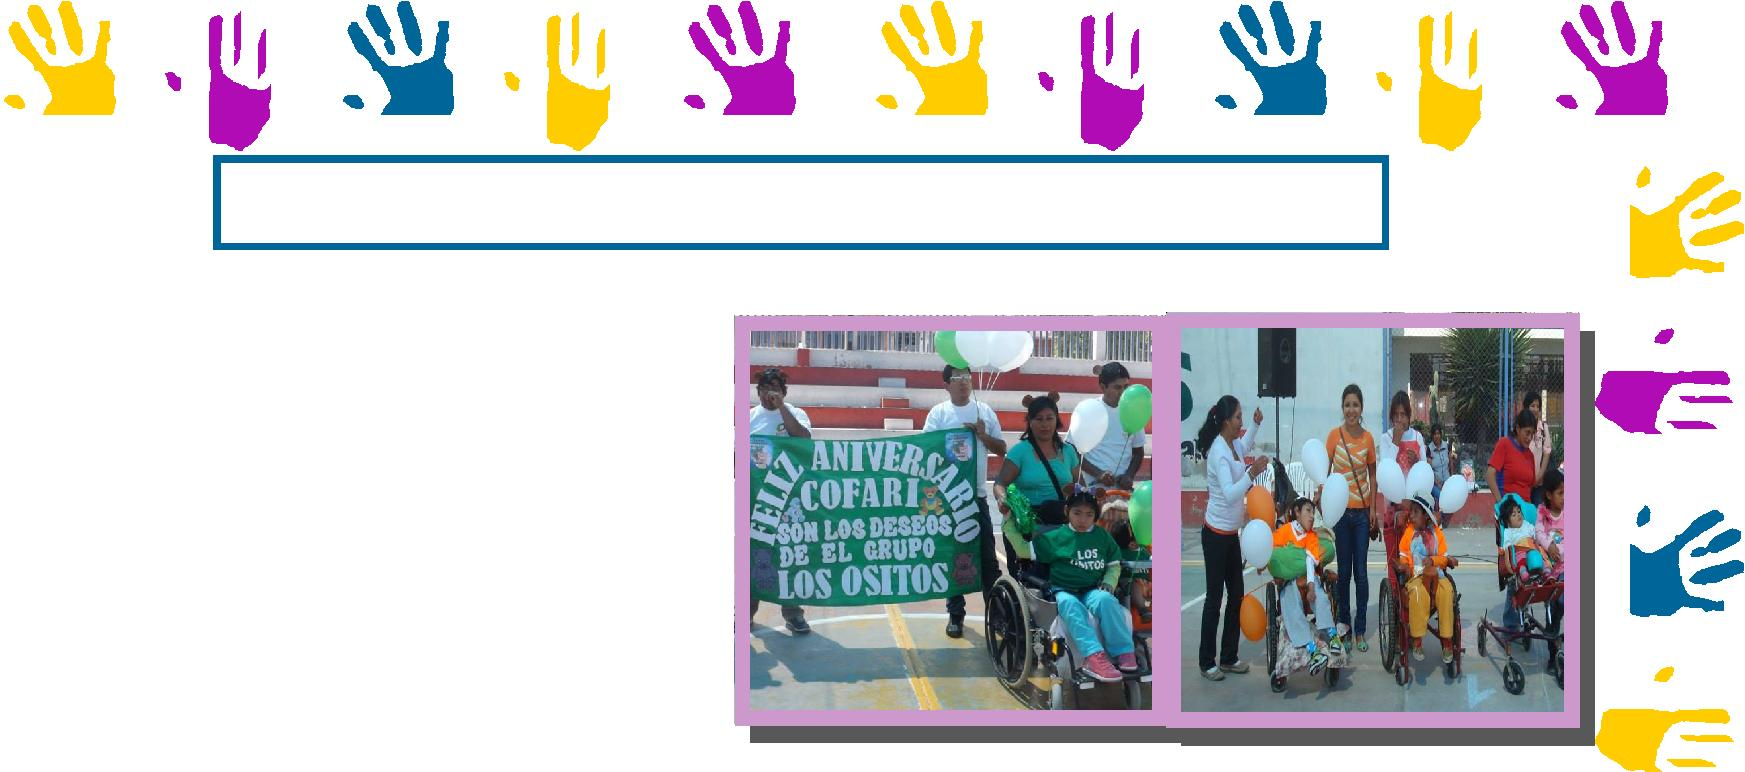 FELIZ ANIVERSARIO
COFARI
SON LOS DESEOS
DE EL GRUPO
LOS OSITOS
LOS
OSITOS